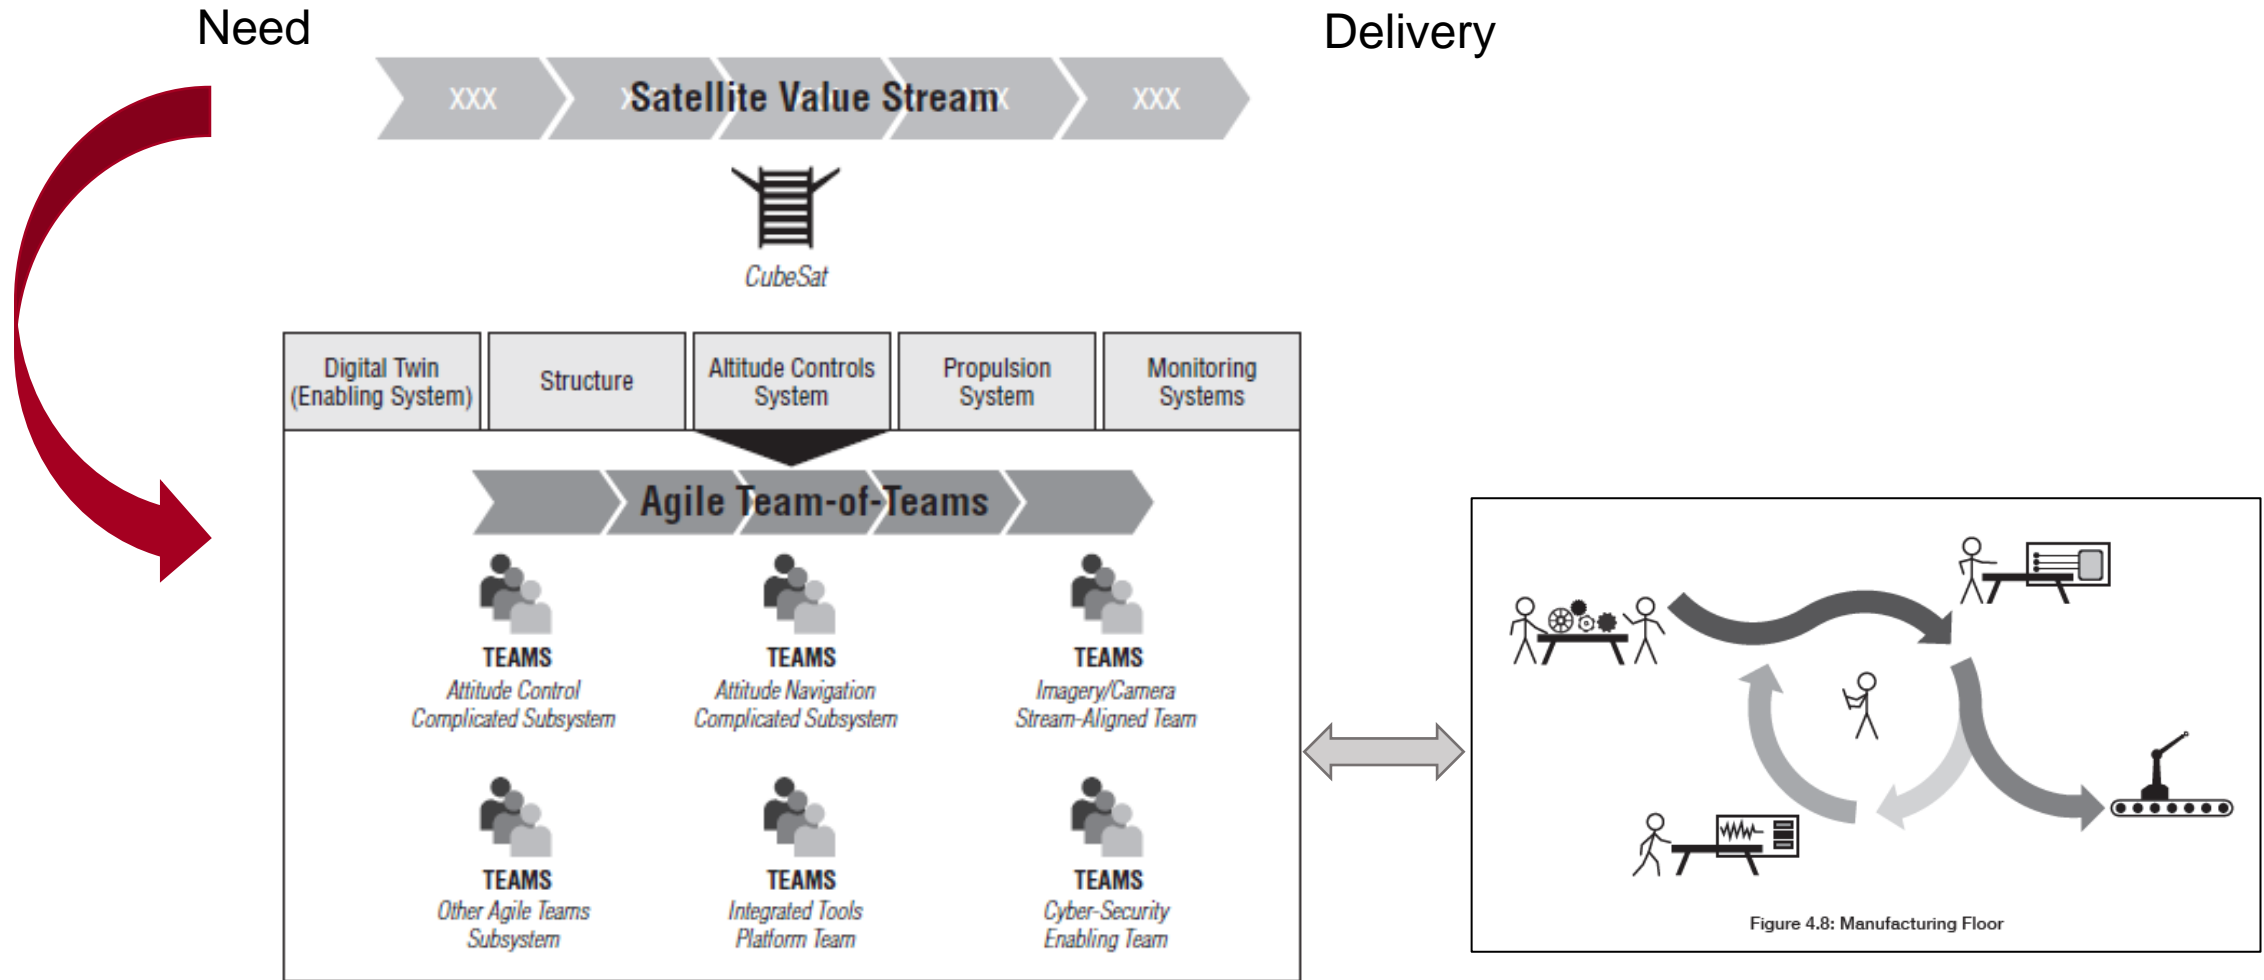 Need
Delivery
XXX
Satellite Value Stream
XXX
CubeSat
Digital Twin
(Enabling System)
Structure
Altitude Controls
System
Propulsion
System
Monitoring
Systems
Agile Team-of-Teams
TEAMS
Attitude Control
Complicated Subsystem
TEAMS
Attitude Navigation
Complicated Subsystem
TEAMS
Imagery/Camera
Stream-Aligned Team
TEAMS
Other Agile Teams
Subsystem
TEAMS
Integrated Tools
Platform Team
TEAMS
Cyber-Security
Enabling Team
Figure 4.8: Manufacturing Floor